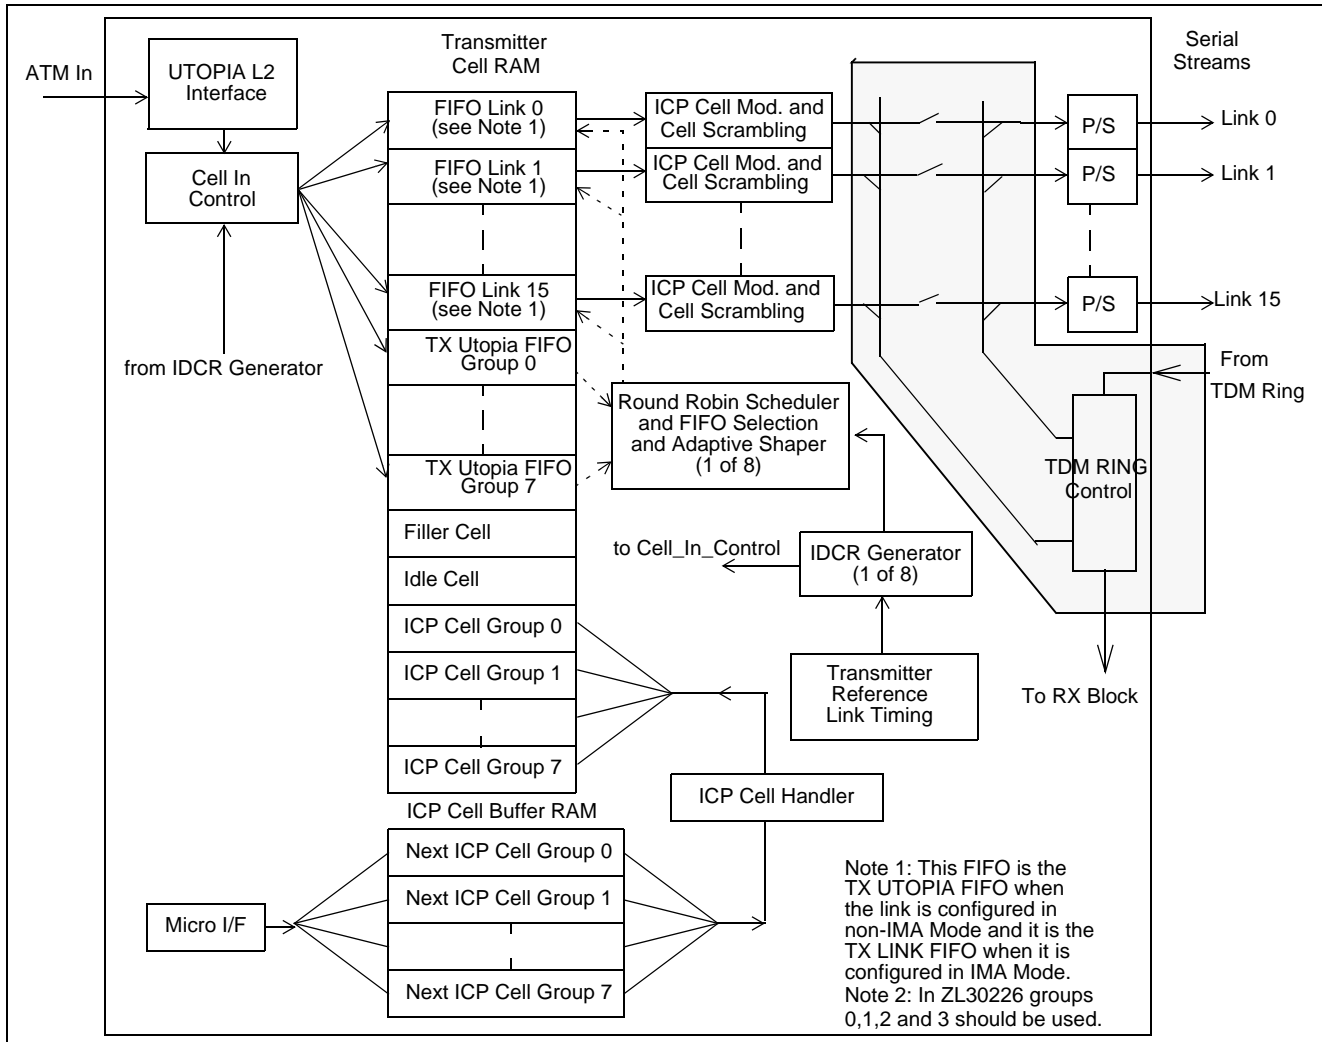 Transmitter
Cell RAM
Serial
Streams
ATM In
UTOPIA L2
Interface
FIFO Link 0
(see Note 1)
ICP Cell Mod. and
Cell Scrambling
P/S
Link 0
Cell In
Control
FIFO Link 1
(see Note 1)
ICP Cell Mod. and
Cell Scrambling
P/S
Link 1
FIFO Link 15
(see Note 1)
ICP Cell Mod. and
Cell Scrambling
P/S
Link 15
from IDCR Generator
TX Utopia FIFO
Group 0
From
TDM Ring
Round Robin Scheduler
and FIFO Selection
and Adaptive Shaper
(1 of 8)
TX Utopia FIFO
Group 7
TDM RING
Control
Filler Cell
to Cell_In_Control
IDCR Generator
(1 of 8)
Idle Cell
ICP Cell Group 0
ICP Cell Group 1
Transmitter
Reference
Link Timing
To RX Block
ICP Cell Group 7
ICP Cell Handler
ICP Cell Buffer RAM
Next ICP Cell Group 0
Next ICP Cell Group 1
Micro I/F
Next ICP Cell Group 7
Note 1: This FIFO is the
TX UTOPIA FIFO when
the link is configured in
non-IMA Mode and it is the
TX LINK FIFO when it is
configured in IMA Mode.
Note 2: In ZL30226 groups
0,1,2 and 3 should be used.